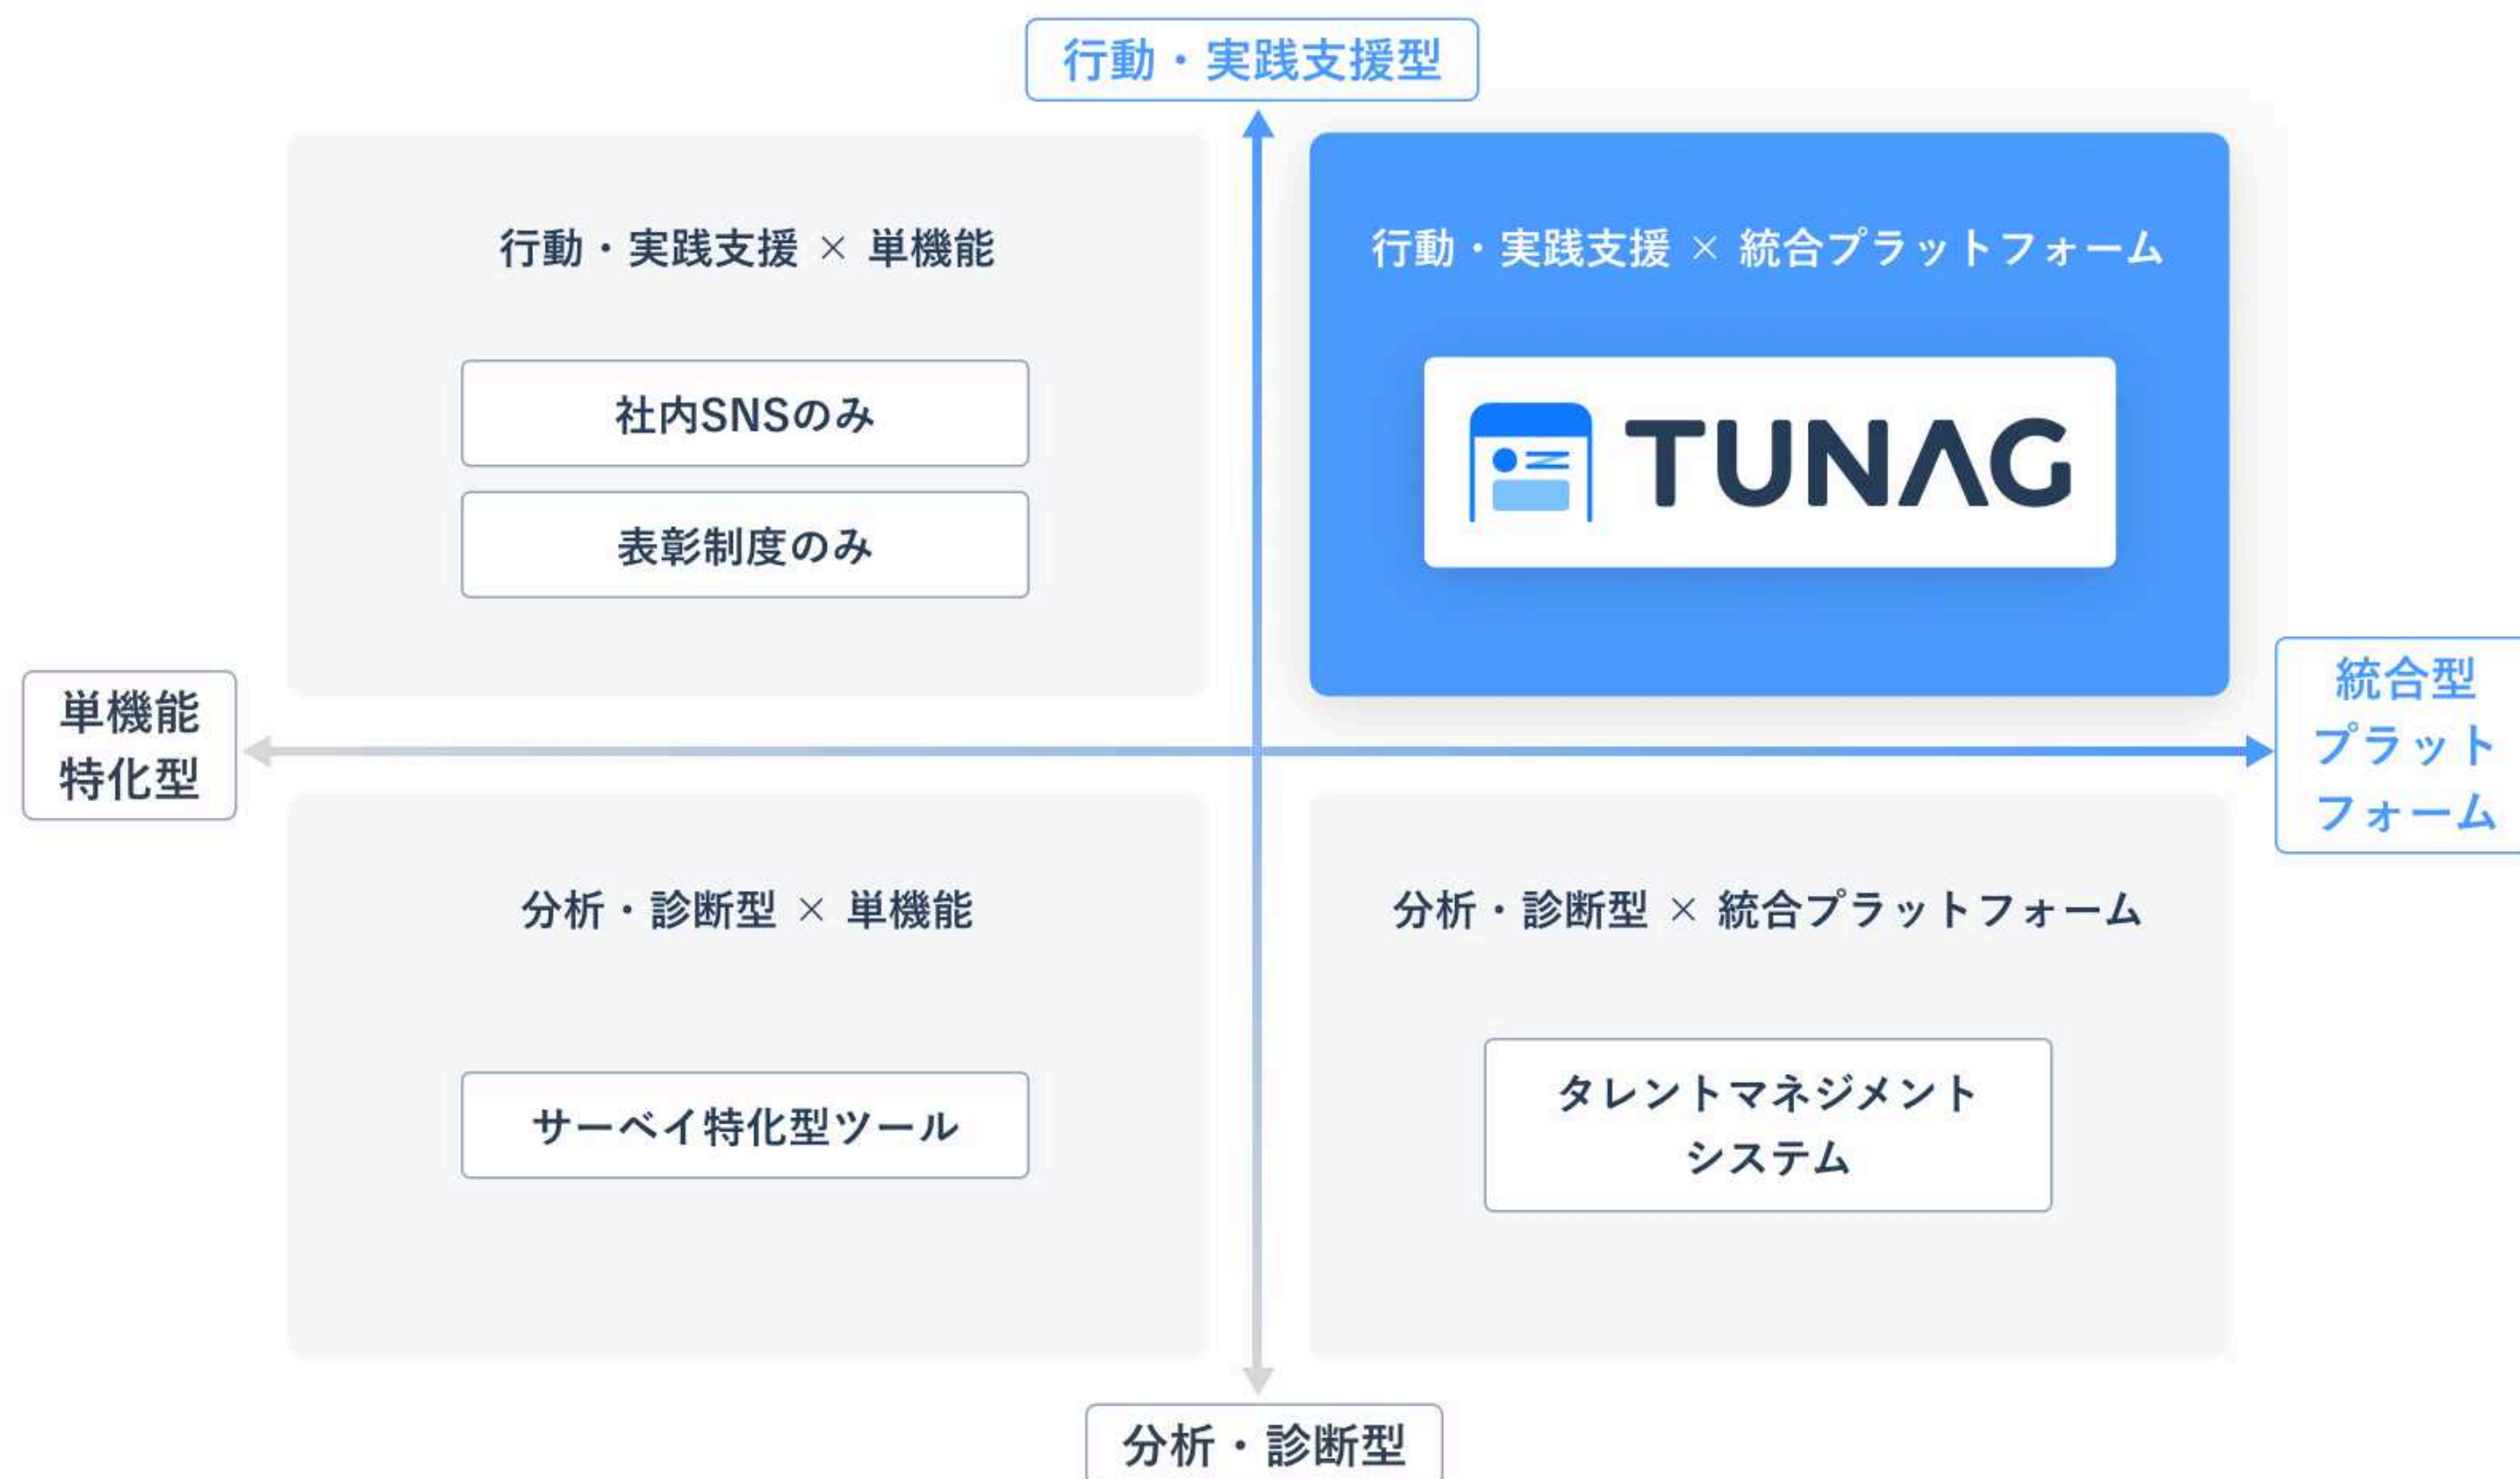 行動・実践支援型
行動・実践支援 × 単機能
社内SNSのみ
表彰制度のみ
行動・実践支援 × 統合プラットフォーム
TUNAG
単機能
特化型
統合型
プラット
フォーム
分析・診断型 × 単機能
サーベイ特化型ツール
分析・診断型 × 統合プラットフォーム
タレントマネジメント
システム
分析・診断型